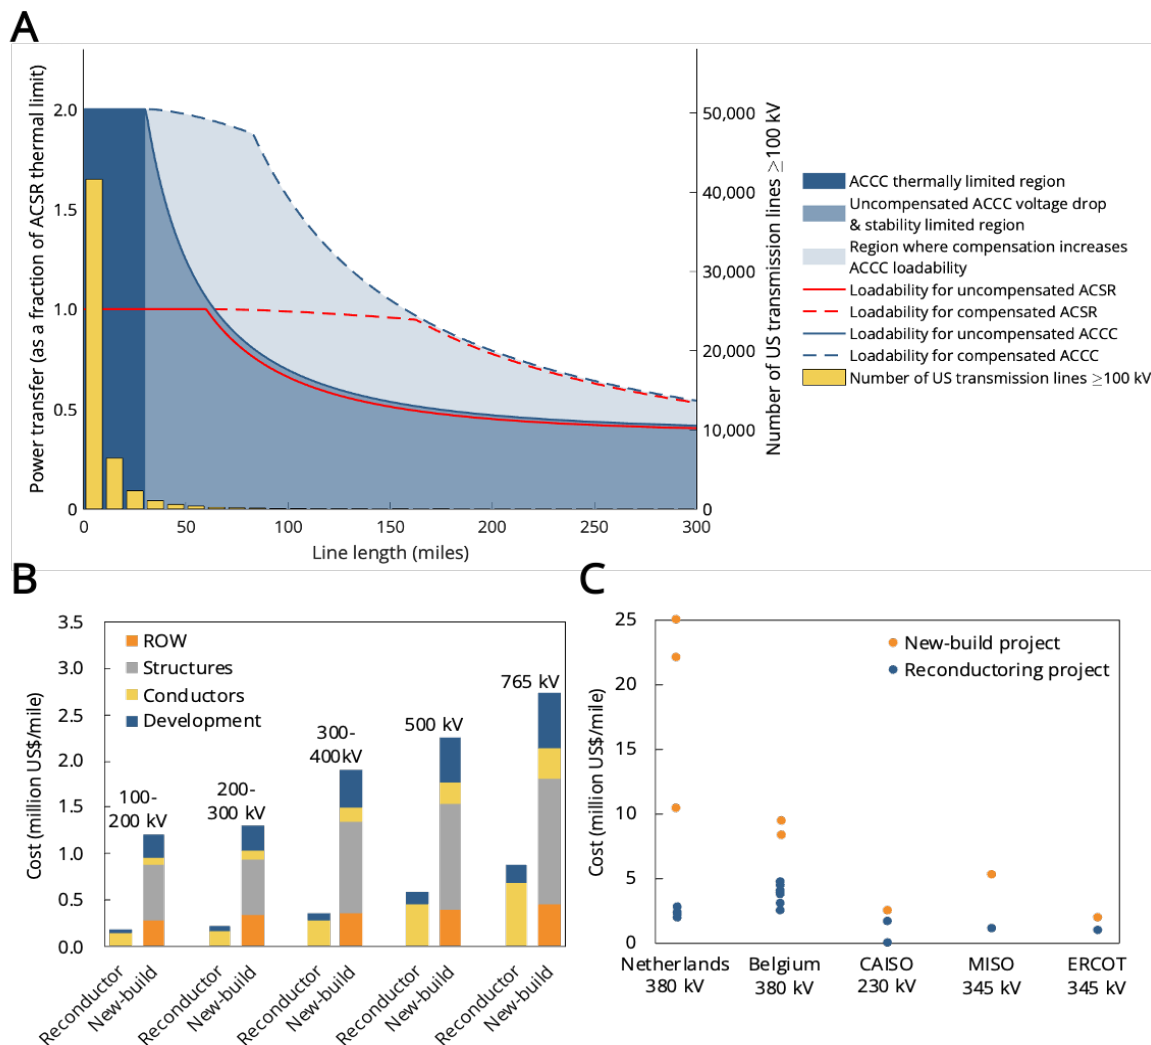 A
Power transfer (as a fraction of ACSR thermal limit)
2.0
1.5
1.0
0.5
0
50,000
40,000
30,000
20,000
10,000
0
Number of US transmission lines ≥100 kV
0 50 100 150 200 250 300
Line length (miles)
ACCC thermally limited region
Uncompensated ACCC voltage drop
& stability limited region
Region where compensation increases
ACCC loadability
Loadability for uncompensated ACSR
Loadability for compensated ACSR
Loadability for uncompensated ACCC
Loadability for compensated ACCC
Number of US transmission lines ≥100 kV
B
Cost (million US$/mile)
3.5
3.0
2.5
2.0
1.5
1.0
0.5
0.0
ROW
Structures
Conductors
Development
100-
200 kV
200-
300 kV
300-
400kV
500 kV
765 kV
Reconductor
New-build
Reconductor
New-build
Reconductor
New-build
Reconductor
New-build
Reconductor
New-build
C
Cost (million US$/mile)
25
20
15
10
5
0
New-build project
Reconductoring project
Netherlands
380 kV
Belgium
380 kV
CAISO
230 kV
MISO
345 kV
ERCOT
345 kV